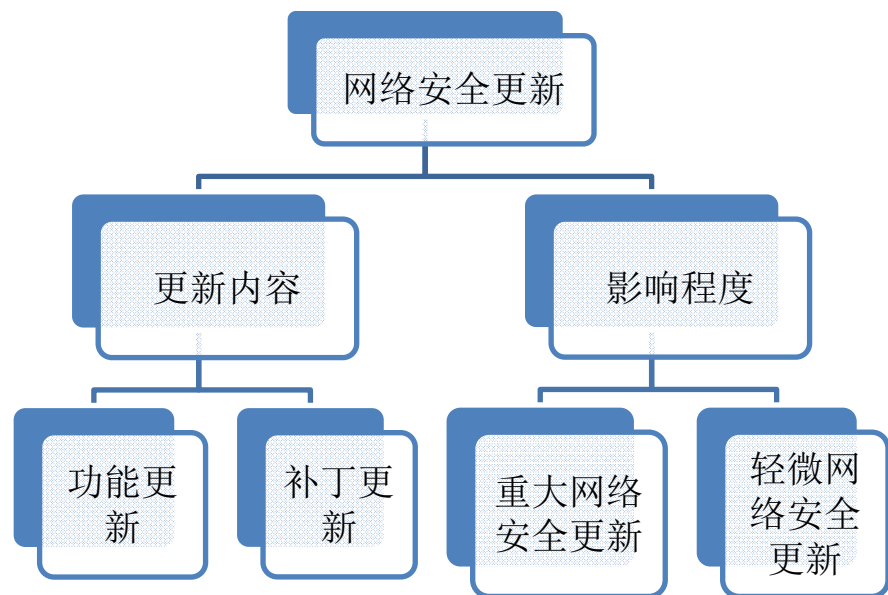 网络安全更新
更新内容
影响程度
功能更
新
补丁更
新
重大网络
安全更新
轻微网
络安全
更新